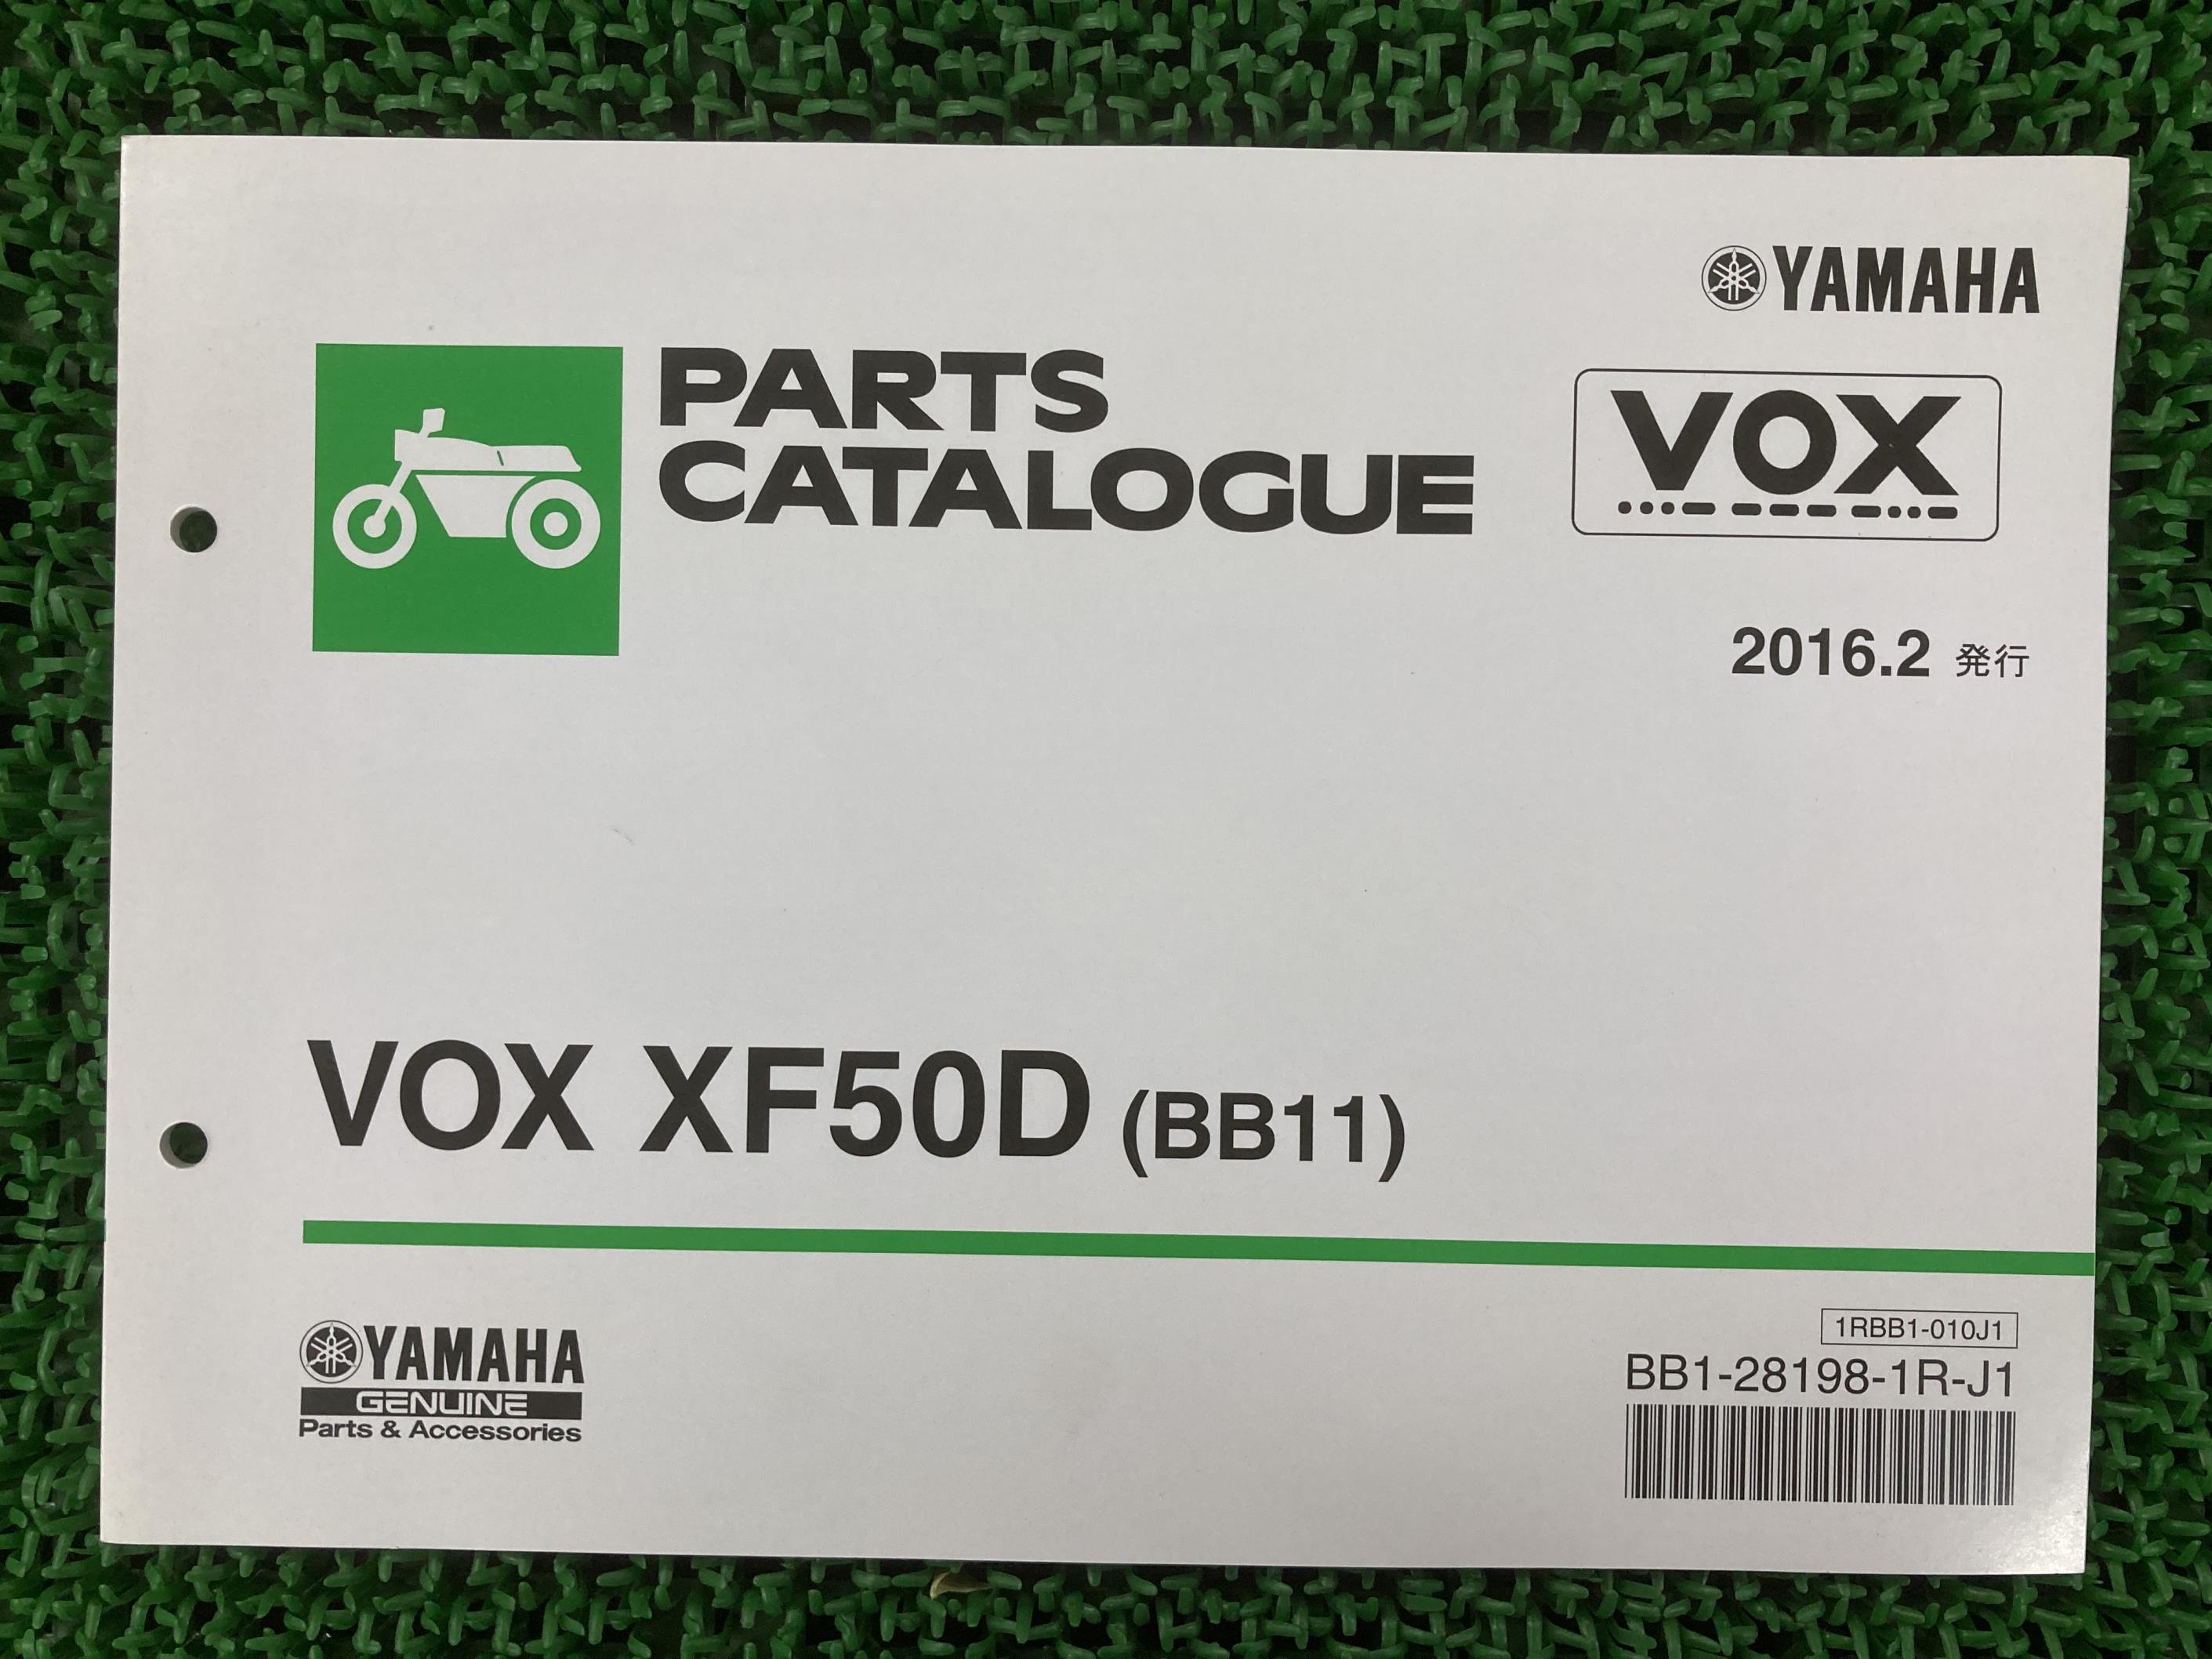 YAMAHA
PARTS
CATALOGUE
VOX
2016.2 発行
VOX XF50D (BB11)
YAMAHA
GENUINE
Parts & Accessories
1RBB1-010J1
BB1-28198-1R-J1